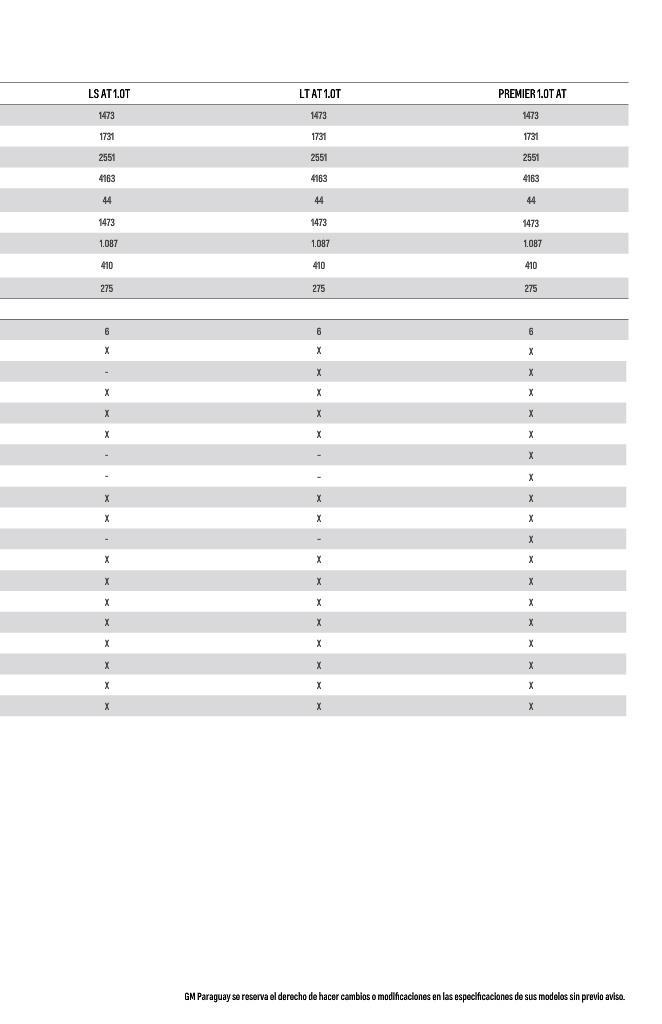 LS AT 1.0T LT AT 1.0T PREMIER 1.0T AT
1473 1473 1473
1731 1731 1731
2551 2551 2551
4163 4163 4163
44 44 44
1473 1473 1473
1.087 1.087 1.087
410 410 410
275 275 275
6 6 6
X X X
- X X
X X X
X X X
X X X
- - X
- - X
X X X
X X X
- - X
X X X
X X X
X X X
X X X
X X X
X X X
X X X
X X X
GM Paraguay se reserva el derecho de hacer cambios o modificaciones en las especificaciones de sus modelos sin previo aviso.